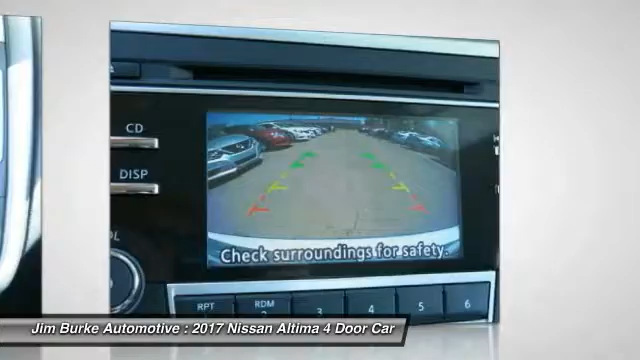 CD
DISP
Check surroundings for safety.
RPT
RDM
2
3
4
5
6
Jim Burke Automotive : 2017 Nissan Altima 4 Door Car